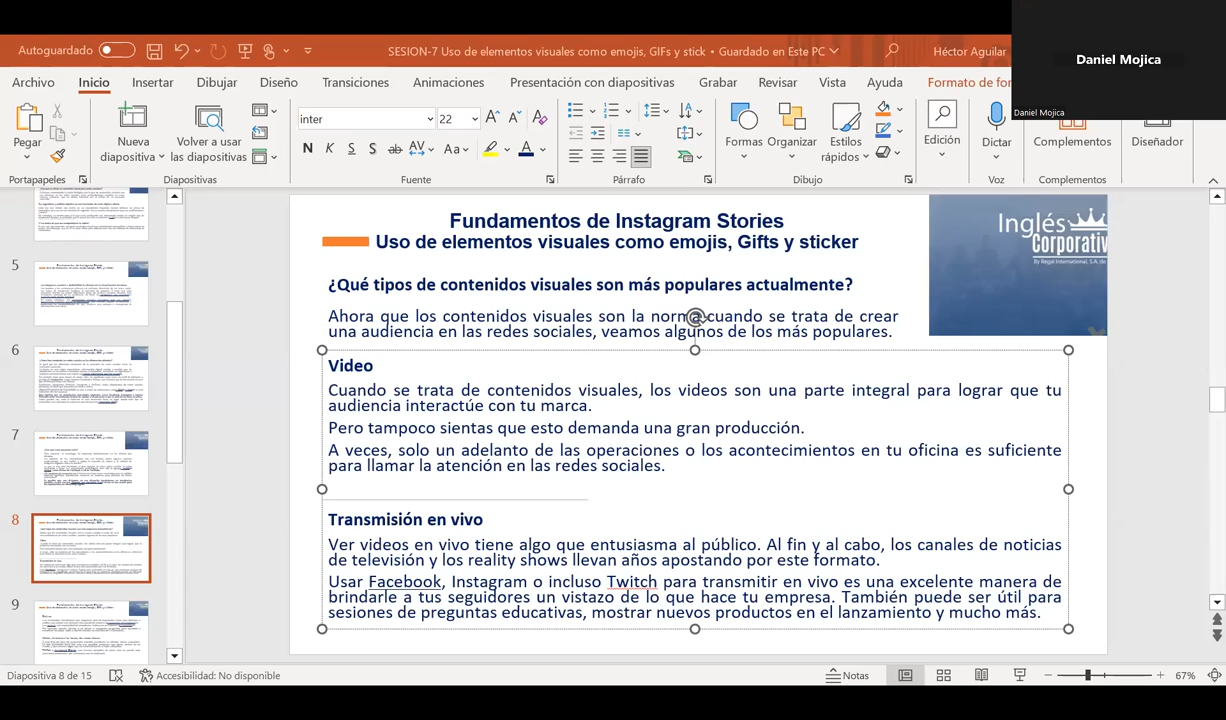 Autoguardado
SESION-7 Uso de elementos visuales como emojis, GIFs y stick • Guardado en Este PC
Héctor Aguilar
Daniel Mojica
Daniel Mojica
Archivo Inicio Insertar Dibujar Diseño Transiciones Animaciones Presentación con diapositivas Grabar Revisar Vista Ayuda Formato de for
Pegar
Nueva
diapositiva
Volver a usar
las diapositivas
inter 22
N K S S ab AV Aa
Formas Organizar Estilos
rápidos
Edición
Dictar
Complementos
Diseñador
Portapapeles Diapositivas Fuente Párrafo Dibujo Voz Complementos
5
6
7
8
9
Fundamentos de Instagram Stories
Uso de elementos visuales como emojis, Gifts y sticker
Inglés
Corporativ
By Regal International, S.A. de
¿Qué tipos de contenidos visuales son más populares actualmente?
Ahora que los contenidos visuales son la norma cuando se trata de crear
una audiencia en las redes sociales, veamos algunos de los más populares.
Video
Cuando se trata de contenidos visuales, los videos son una parte integral para lograr que tu
audiencia interactúe con tu marca.
Pero tampoco sientas que esto demanda una gran producción.
A veces, solo un adelanto de las operaciones o los acontecimientos en tu oficina es suficiente
para llamar la atención en las redes sociales.
Transmisión en vivo
Ver videos en vivo tiene algo que entusiasma al público. Al fin y al cabo, los canales de noticias
de televisión y los reality shows llevan años apostando por este formato.
Usar Facebook, Instagram o incluso Twitch para transmitir en vivo es una excelente manera de
brindarle a tus seguidores un vistazo de lo que hace tu empresa. También puede ser útil para
sesiones de preguntas educativas, mostrar nuevos productos en el lanzamiento y mucho más.
Diapositiva 8 de 15
Accesibilidad: No disponible
Notas
67%